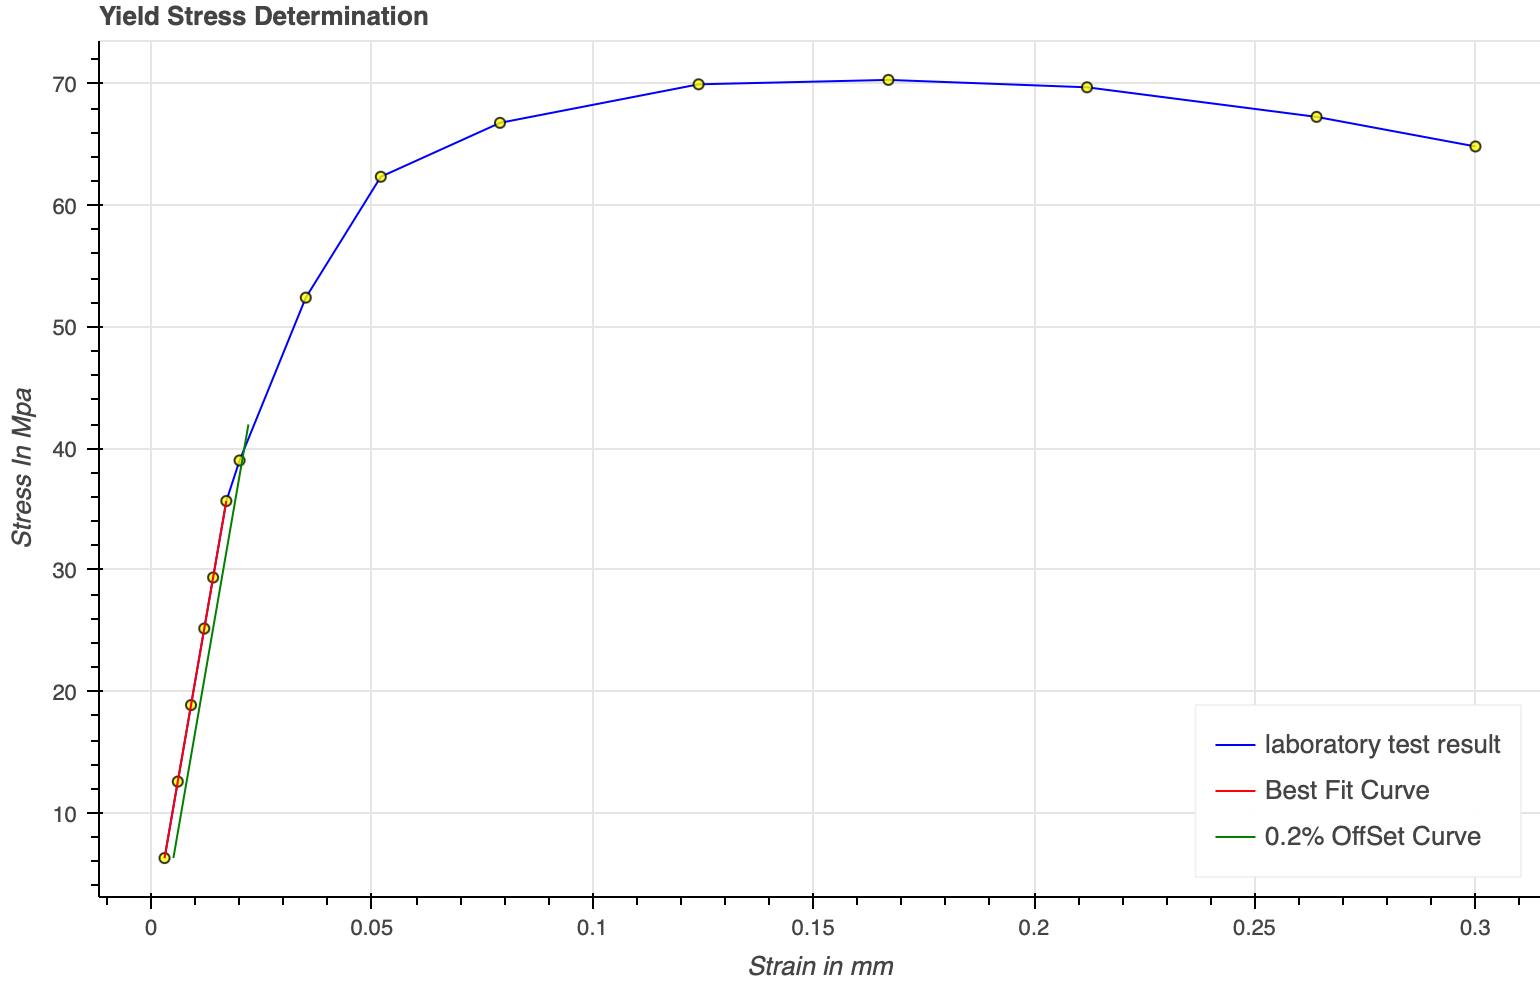 Yield Stress Determination
70
60
50
40
30
20
10
Stress In Mpa
0
0.05
0.1
0.15
0.2
0.25
0.3
Strain in mm
laboratory test result
Best Fit Curve
0.2% OffSet Curve